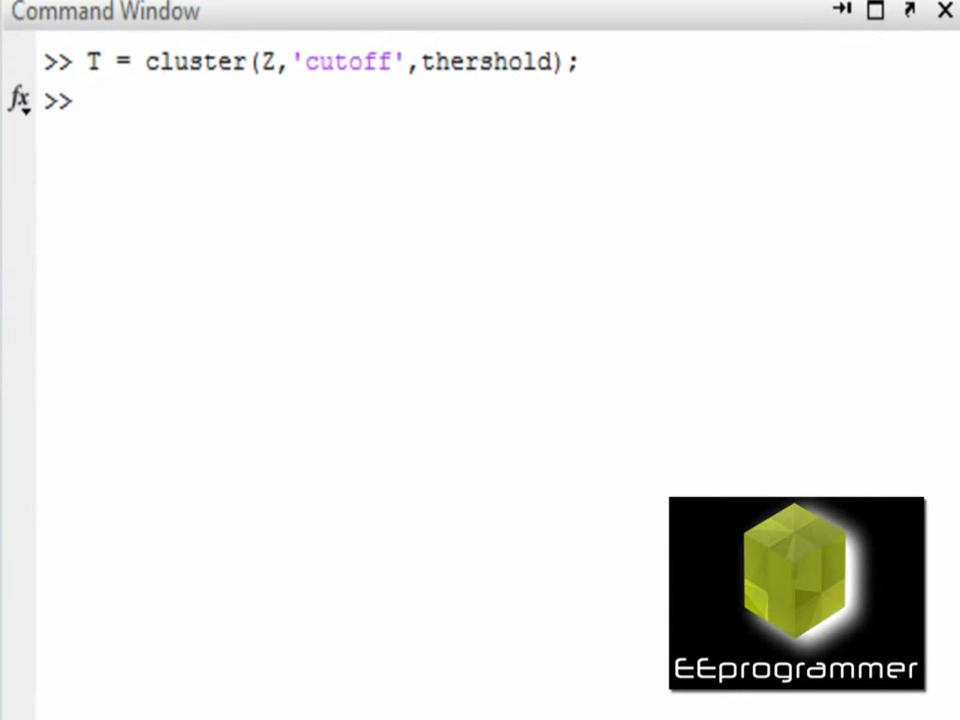 Command Window
>> T = cluster(Z,'cutoff',thershold);
fx >>
EEprogrammer